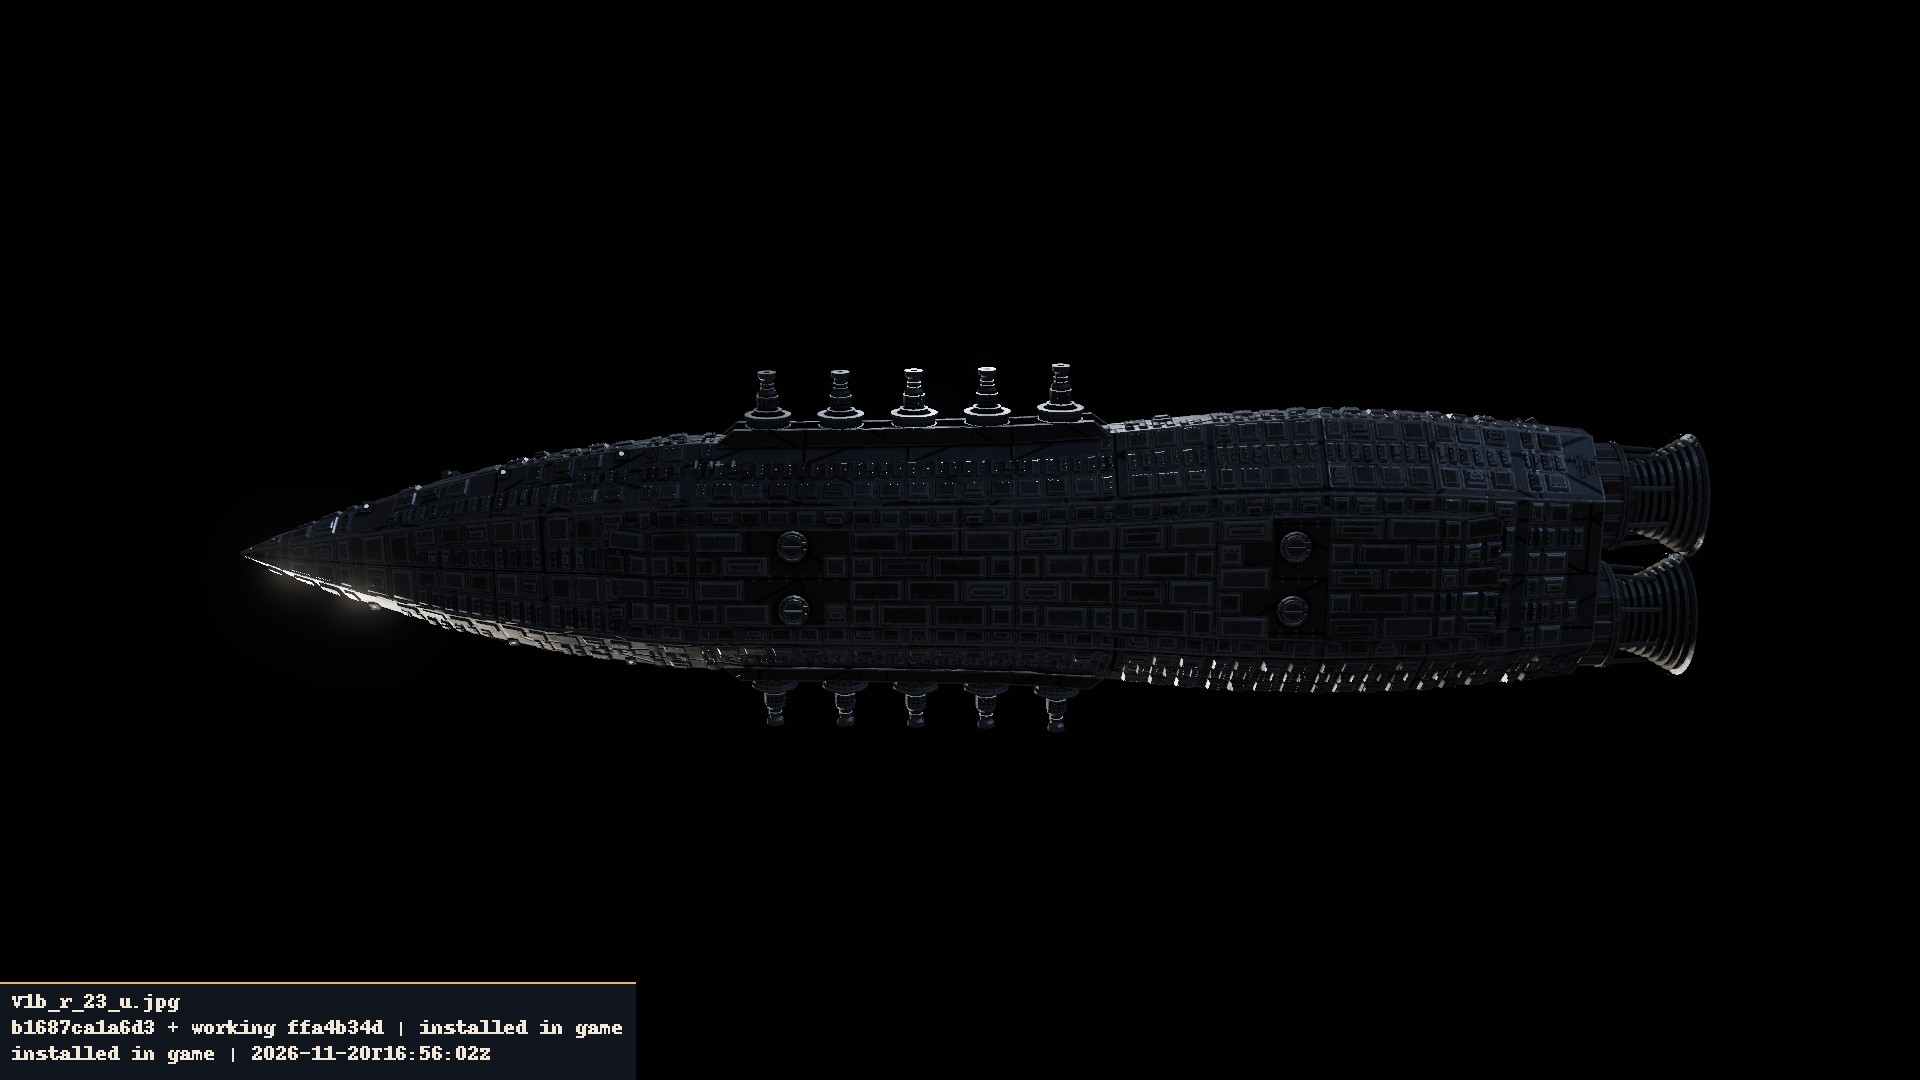 v1b_r_23_u.jpg
b1687ca1a6d3 + working ffa4b34d | installed in game
installed in game | 2026-11-20T16:56:02z